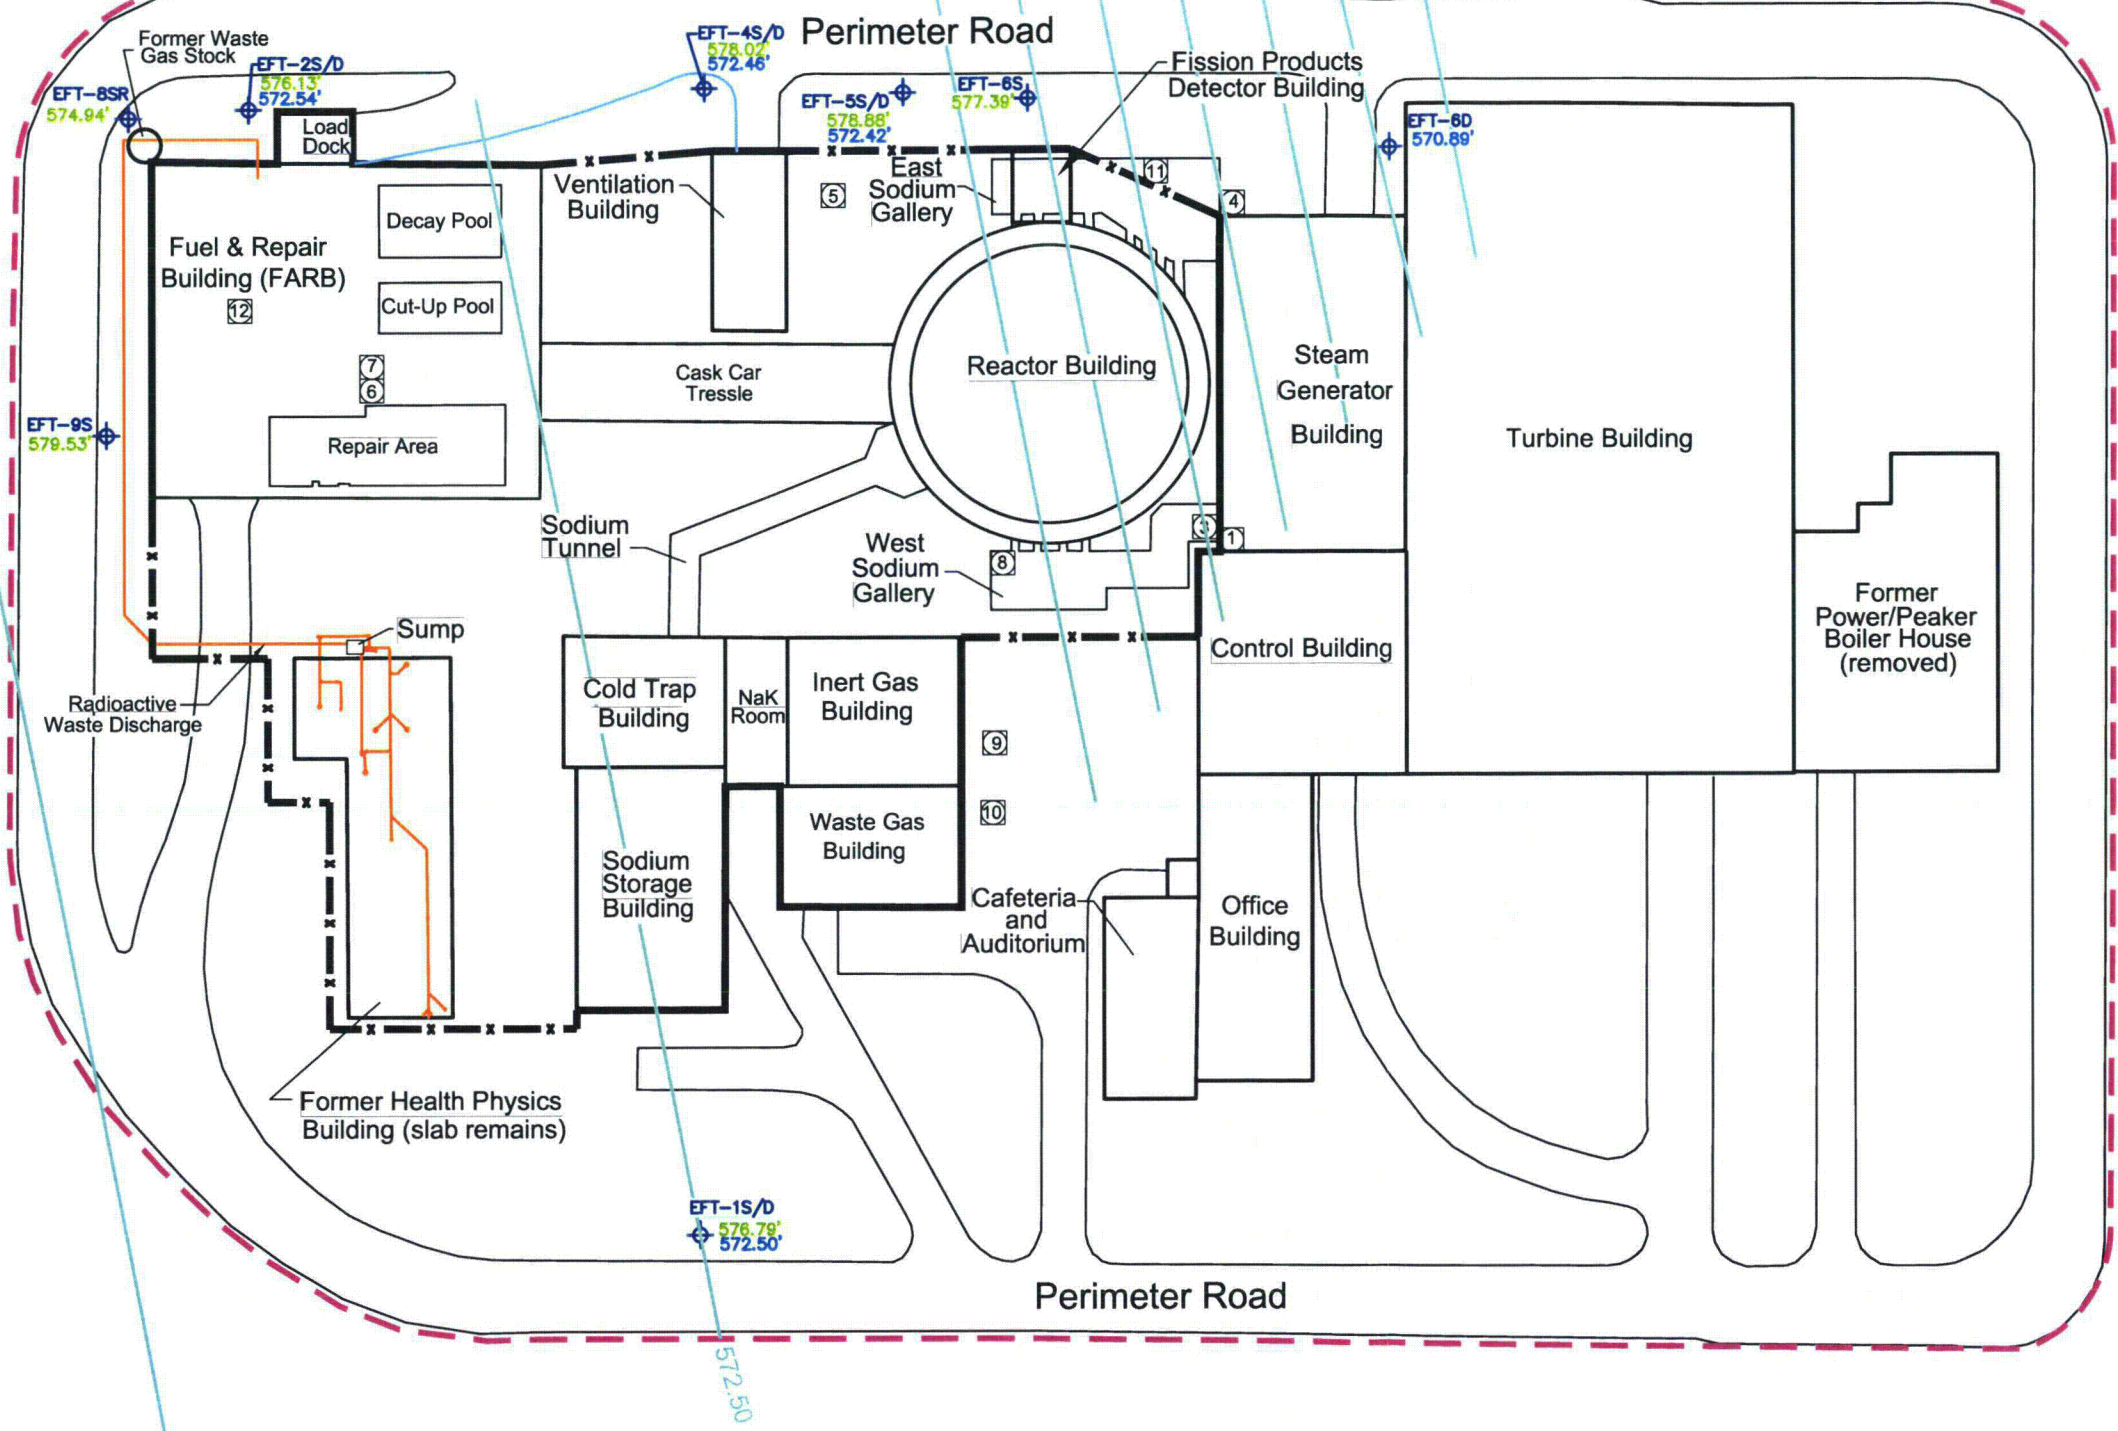 Perimeter Road
Former Waste
Gas Stock
EFT-2S/D
576.13'
572.54'
EFT-8SR
574.94'
EFT-4S/D
578.02'
572.46'
EFT-5S/D
578.88'
572.42'
EFT-6S
577.39'
Fission Products
Detector Building
EFT-6D
570.89'
Load
Dock
Ventilation
Building
5
East
Sodium
Gallery
11
4
Decay Pool
Fuel & Repair
Building (FARB)
12
Cut-Up Pool
7
6
Cask Car
Tressle
Reactor Building
Steam
Generator
Building
Turbine Building
EFT-9S
579.53'
Repair Area
Sodium
Tunnel
West
Sodium
Gallery
8
3
1
Sump
Radioactive
Waste Discharge
Cold Trap
Building
NaK
Room
Inert Gas
Building
Control Building
Former
Power/Peaker
Boiler House
(removed)
9
10
Waste Gas
Building
Sodium
Storage
Building
Cafeteria
and
Auditorium
Office
Building
Former Health Physics
Building (slab remains)
EFT-1S/D
576.79'
572.50'
Perimeter Road
572.50